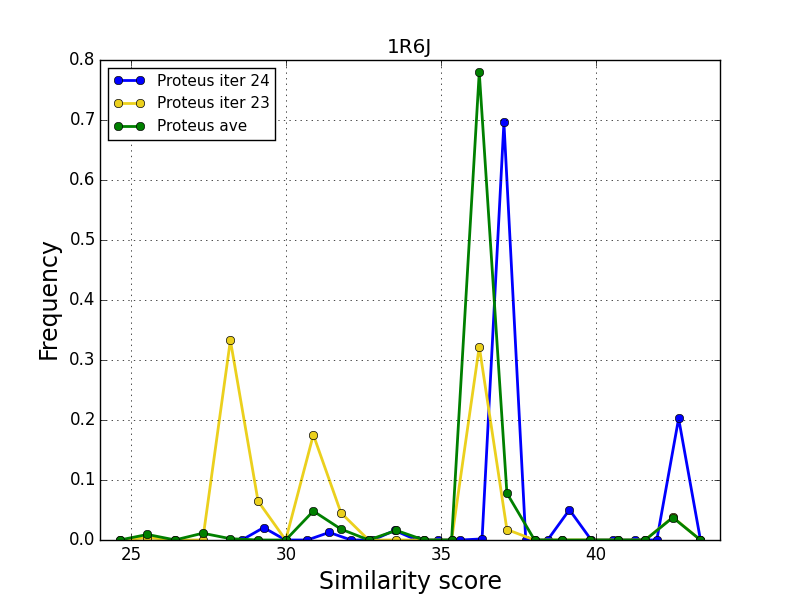 1R6J
Proteus iter 24
Proteus iter 23
Proteus ave
0.8
0.7
0.6
0.5
0.4
0.3
0.2
0.1
0.0
Frequency
25 30 35 40
Similarity score